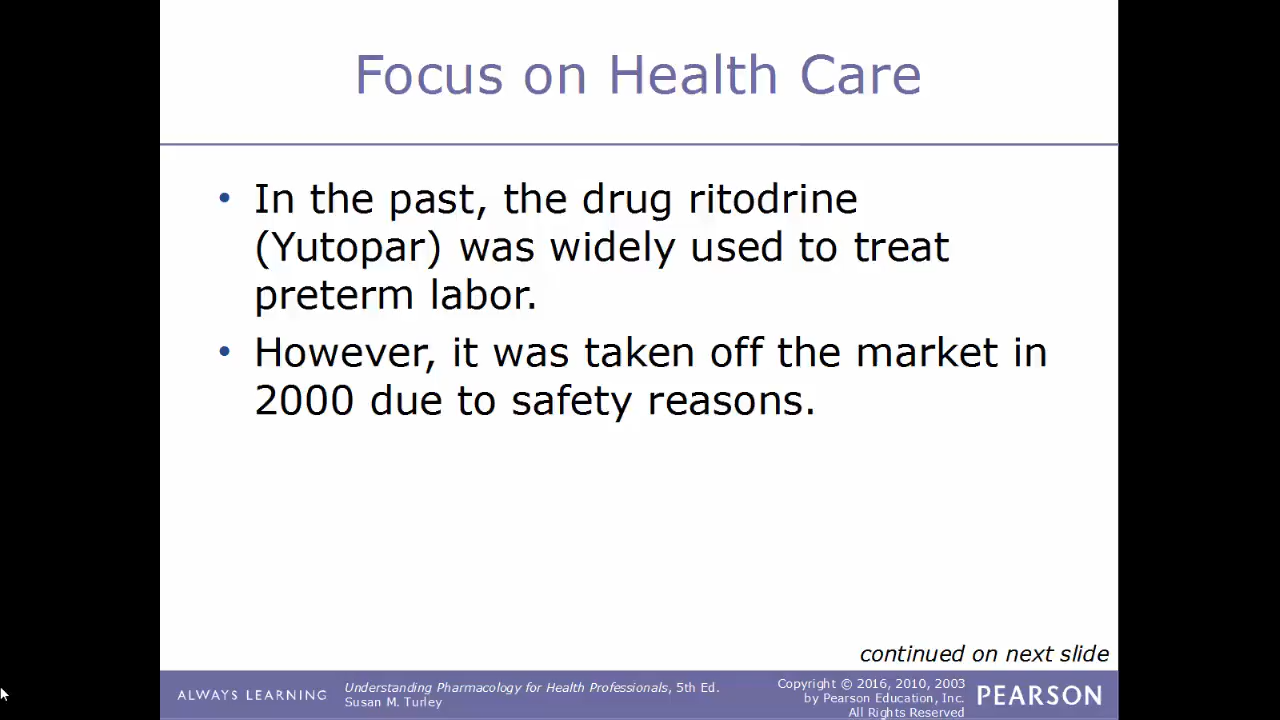 Focus on Health Care
• In the past, the drug ritodrine
(Yutopar) was widely used to treat
preterm labor.
• However, it was taken off the market in
2000 due to safety reasons.
continued on next slide
ALWAYS LEARNING
Understanding Pharmacology for Health Professionals, 5th Ed.
Susan M. Turley
Copyright © 2016, 2010, 2003
by Pearson Education, Inc.
All Rights Reserved
PEARSON